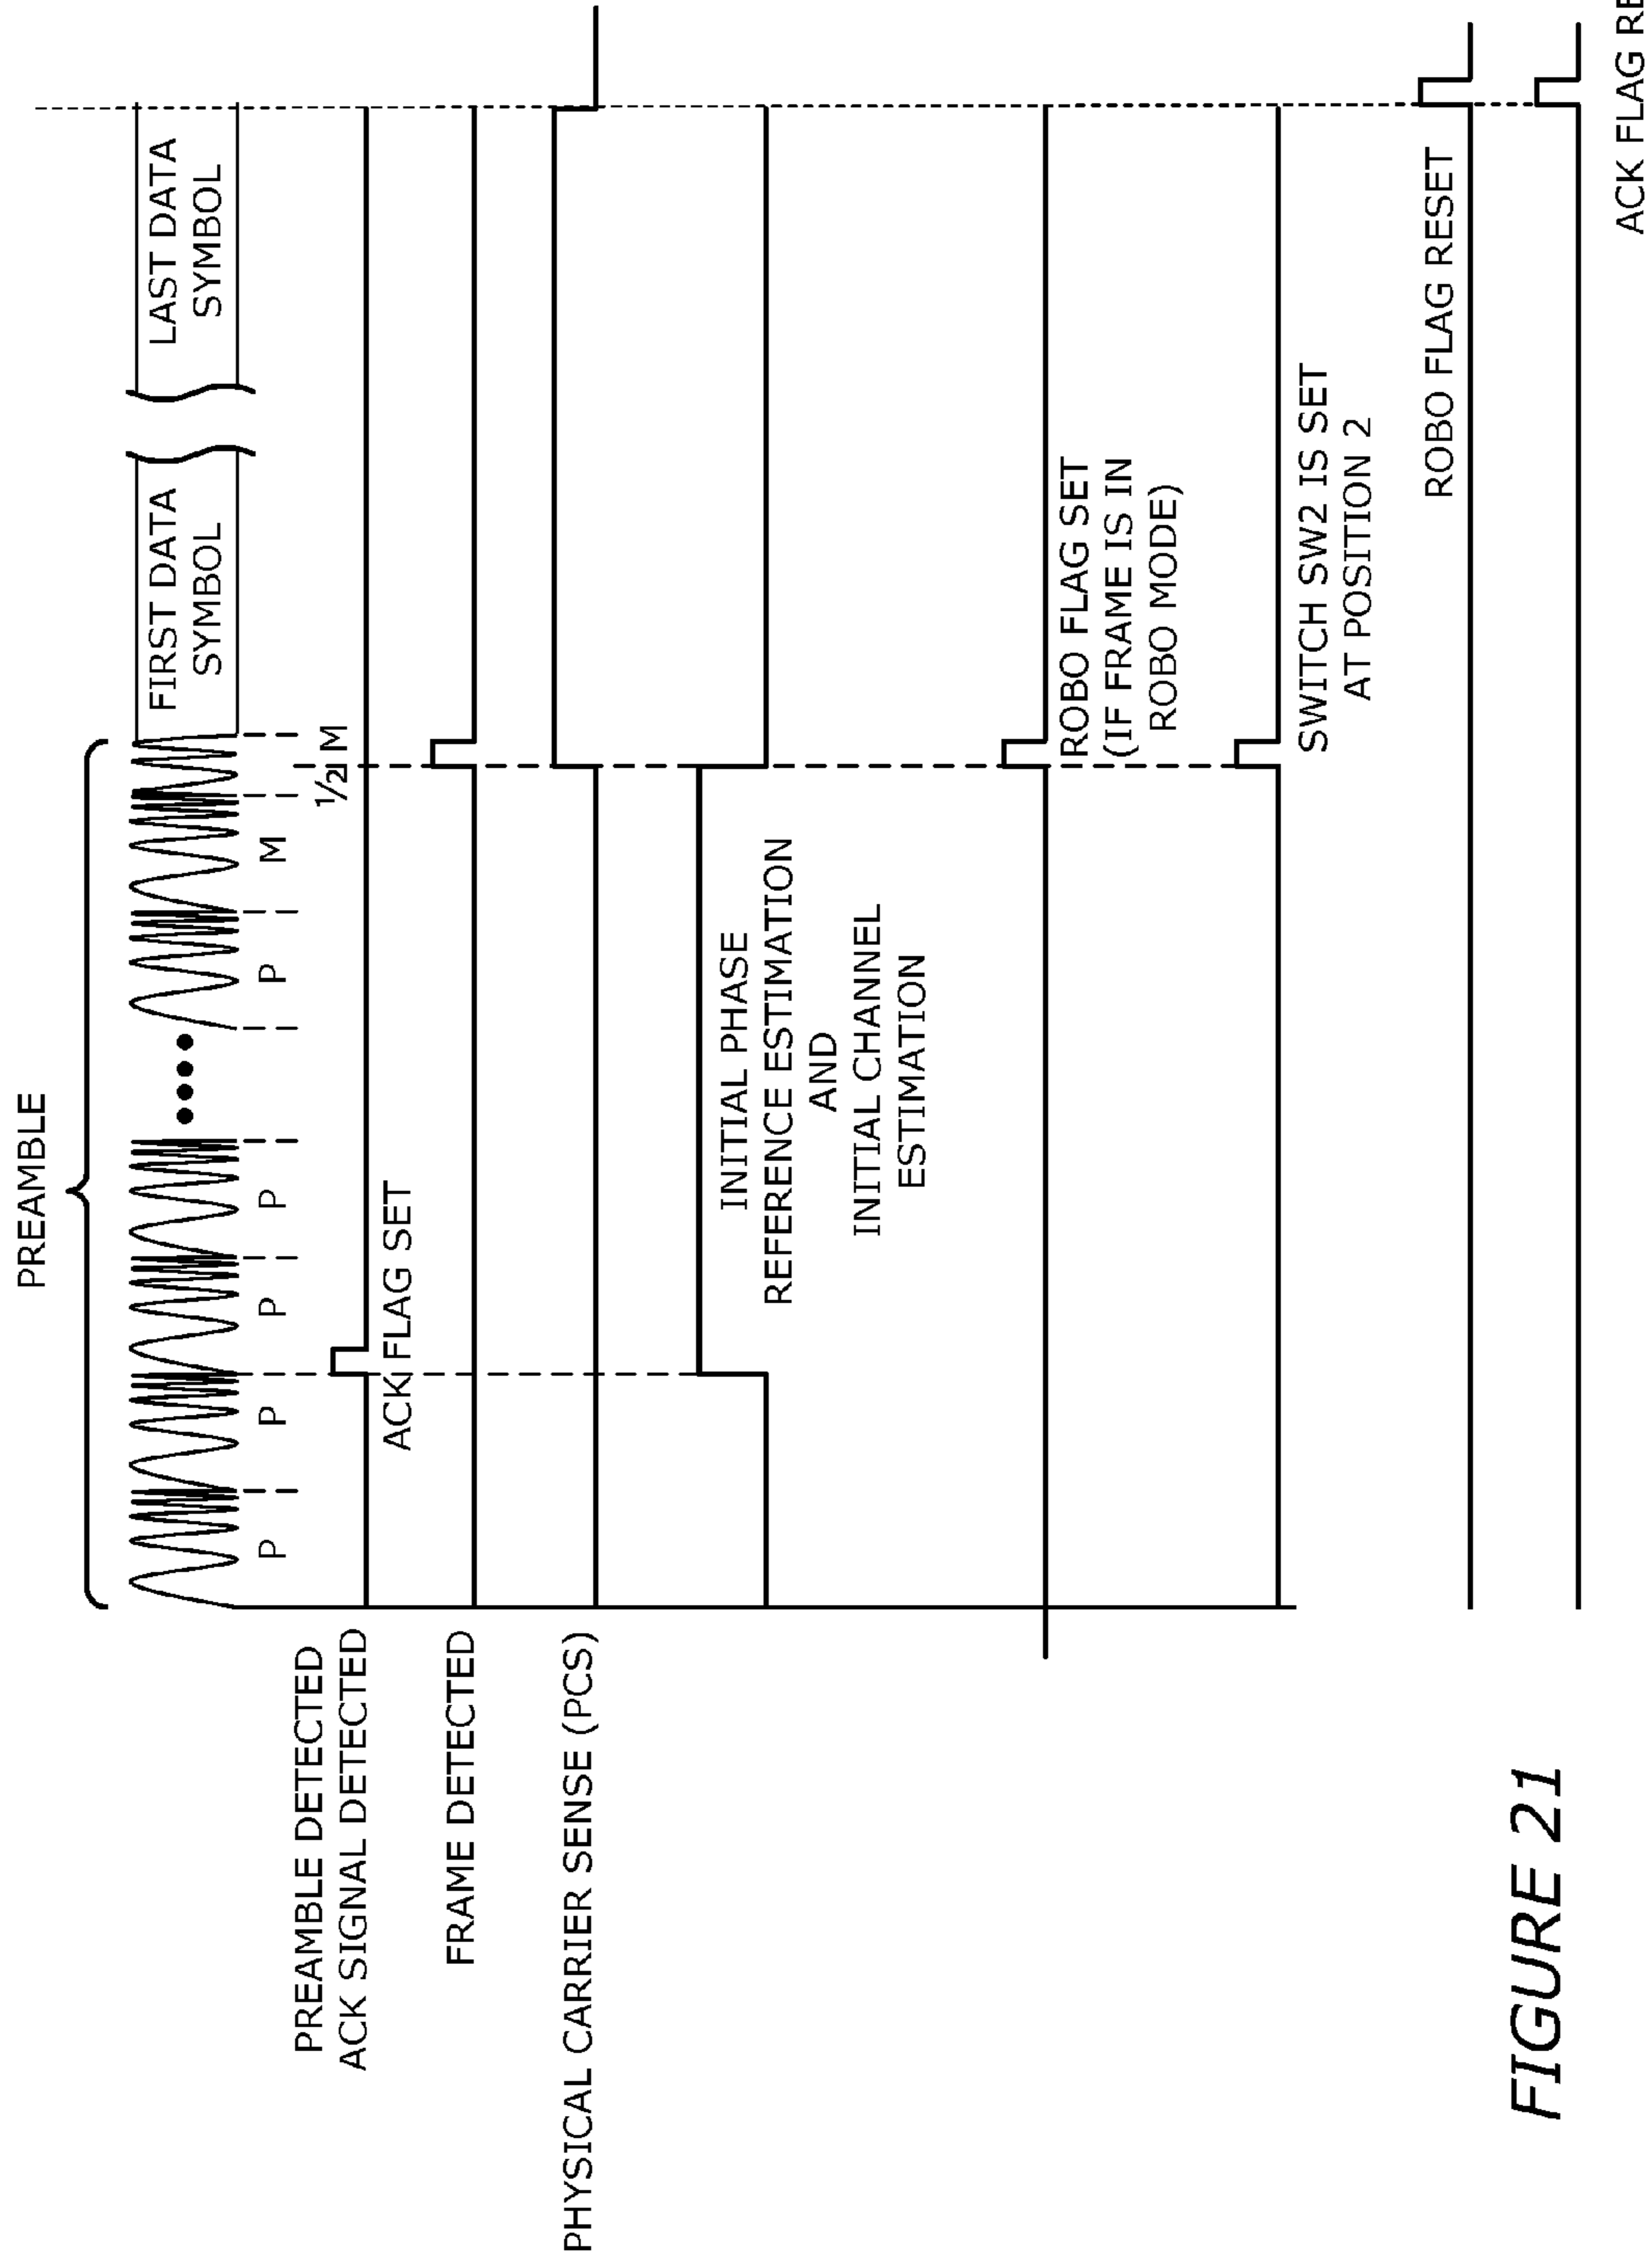 PREAMBLE
FIRST DATA
SYMBOL
LAST DATA
SYMBOL
P P P P P M ½ M
PREAMBLE DETECTED
ACK SIGNAL DETECTED
ACK FLAG SET
FRAME DETECTED
PHYSICAL CARRIER SENSE (PCS)
INITIAL PHASE
REFERENCE ESTIMATION
AND
INITIAL CHANNEL
ESTIMATION
ROBO FLAG SET
(IF FRAME IS IN
ROBO MODE)
SWITCH SW2 IS SET
AT POSITION 2
ROBO FLAG RESET
ACK FLAG
FIGURE 21